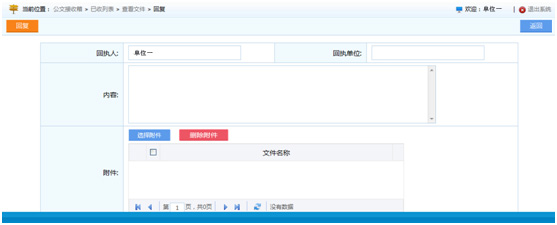 当前位置：公文接收稿 > 已收列表 > 查看文件 > 回复 欢迎：单位一 | 退出系统
回复 返回
回执人: 单位一 回执单位:
内容:
选择附件 删除附件
文件名称
附件:
第 1 页，共0页 没有数据